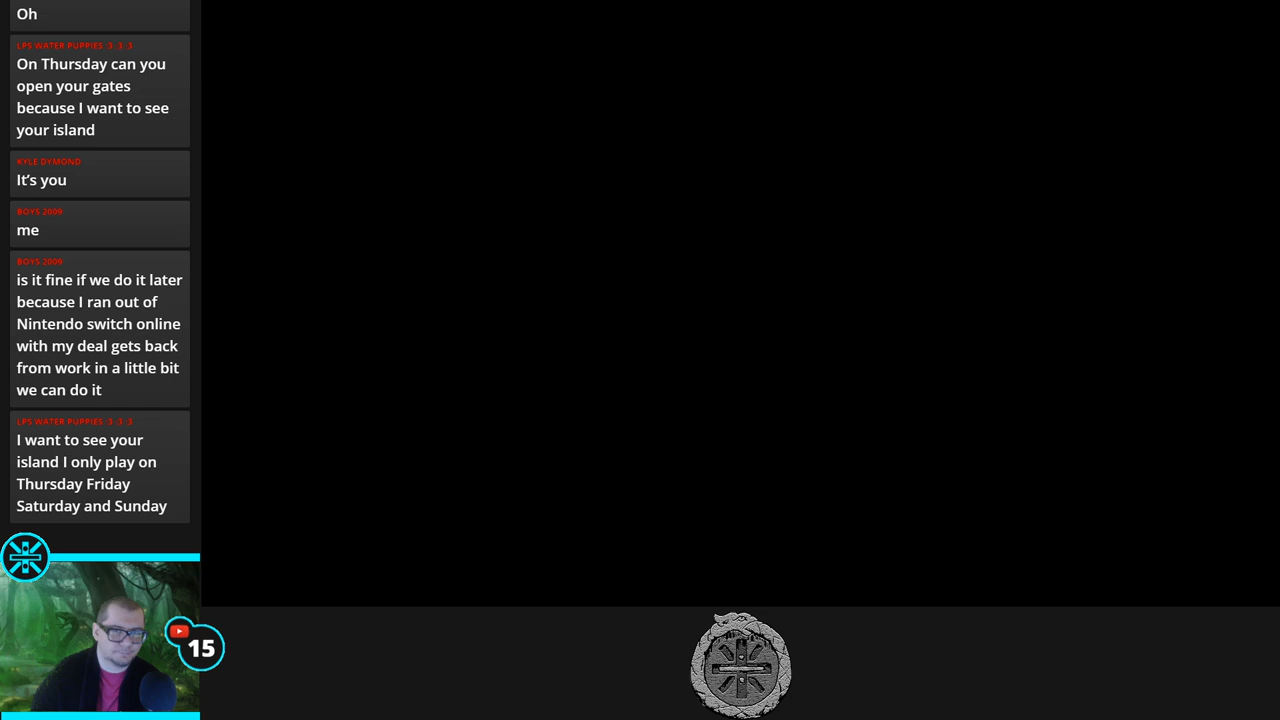 Oh
LPS WATER PUPPIES :3 :3 :3
On Thursday can you
open your gates
because I want to see
your island
KYLE DYMOND
It's you
BOYS 2009
me
BOYS 2009
is it fine if we do it later
because I ran out of
Nintendo switch online
with my deal gets back
from work in a little bit
we can do it
LPS WATER PUPPIES :3 :3 :3
I want to see your
island I only play on
Thursday Friday
Saturday and Sunday
15